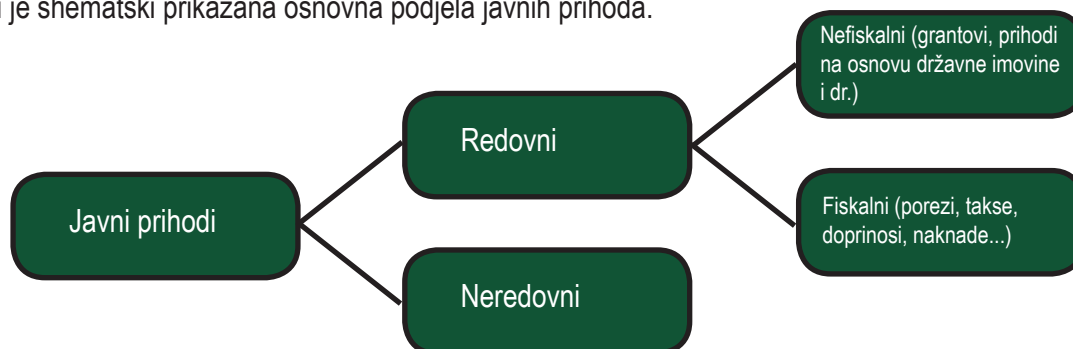 je shematski prikazana osnovna podjela javnih prihoda.
Nefiskalni (grantovi, prihodi
na osnovu državne imovine
i dr.)
Redovni
Javni prihodi
Fiskalni (porezi, takse,
doprinosi, naknade...)
Neredovni